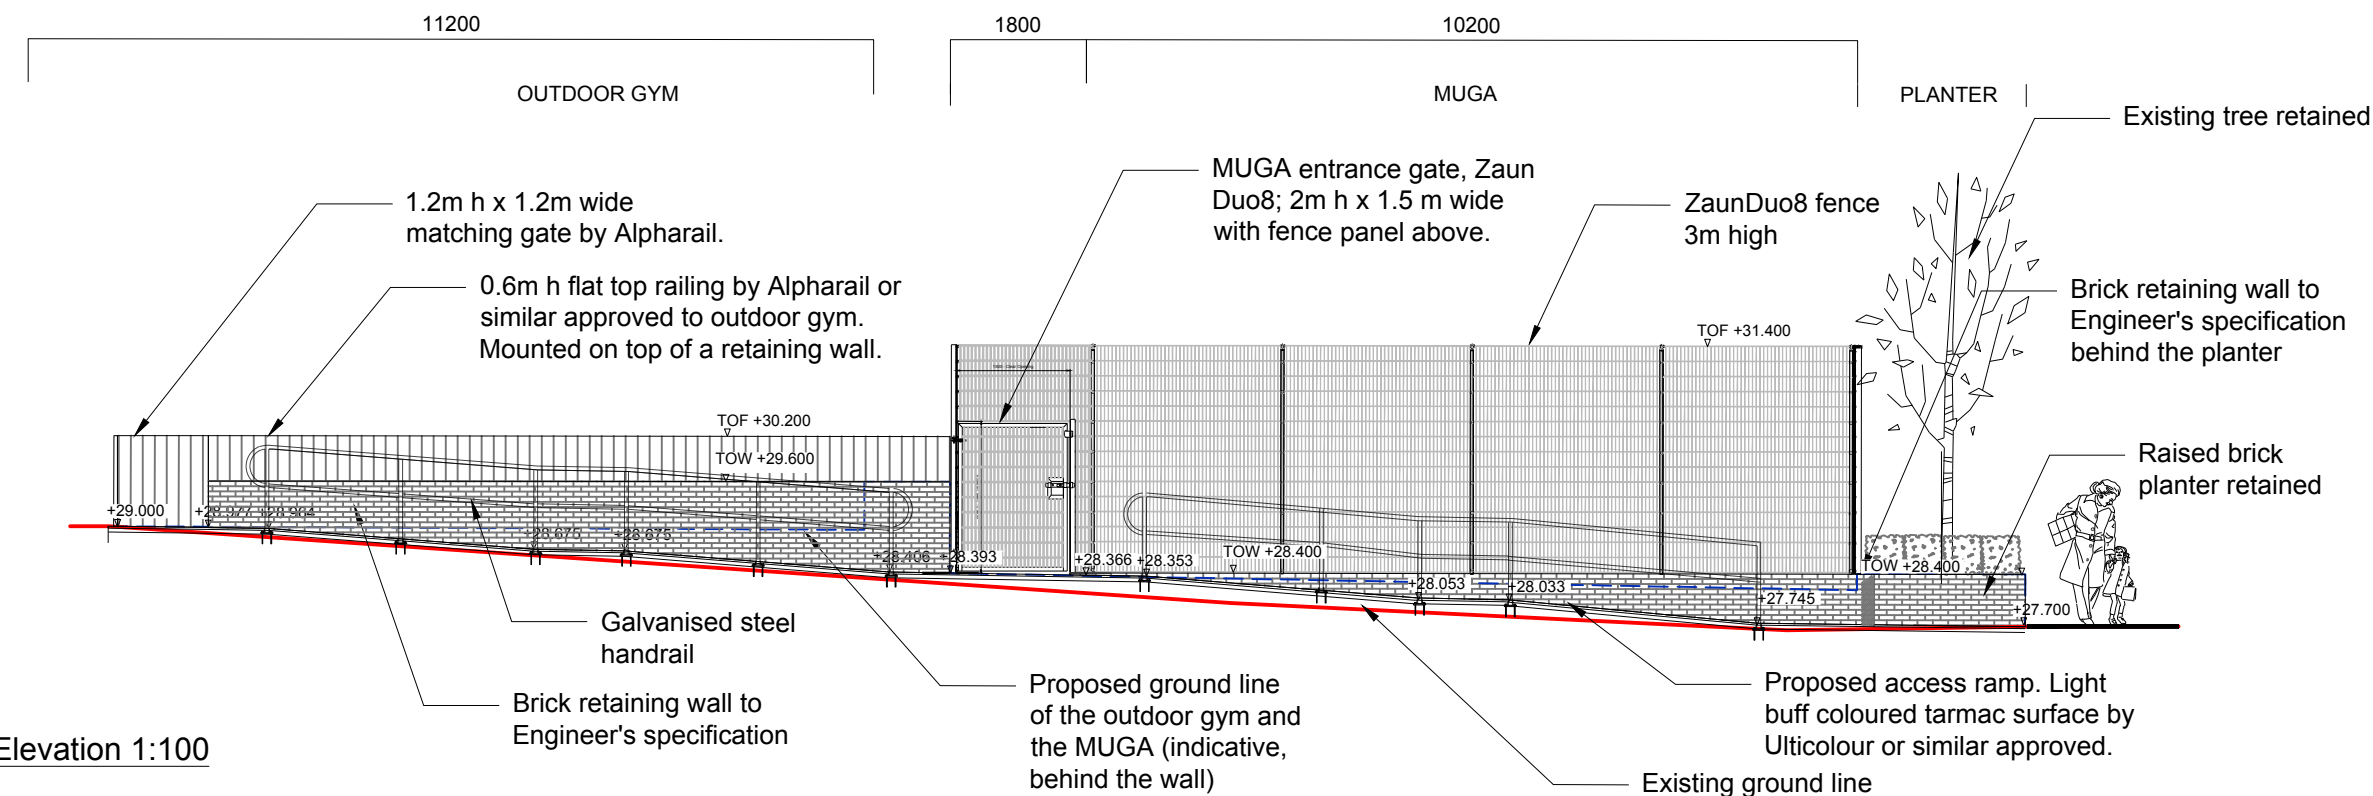 11200
1800
10200
OUTDOOR GYM
MUGA
PLANTER
Existing tree retained
MUGA entrance gate, Zaun
Duo8; 2m h x 1.5 m wide
with fence panel above.
1.2m h x 1.2m wide
matching gate by Alpharail.
ZaunDuo8 fence
3m high
0.6m h flat top railing by Alpharail or
similar approved to outdoor gym.
Mounted on top of a retaining wall.
Brick retaining wall to
Engineer's specification
behind the planter
TOF +31.400
TOF +30.200
TOW +29.600
Raised brick
planter retained
+29.000
+28.977 +28.964
+28.675
+28.675
+28.406
+28.393
+28.366 +28.353
TOW +28.400
+28.053
+28.033
+27.745
TOW +28.400
+27.700
Galvanised steel
handrail
Brick retaining wall to
Engineer's specification
Proposed ground line
of the outdoor gym and
the MUGA (indicative,
behind the wall)
Proposed access ramp. Light
buff coloured tarmac surface by
Ulticolour or similar approved.
Existing ground line
Elevation 1:100